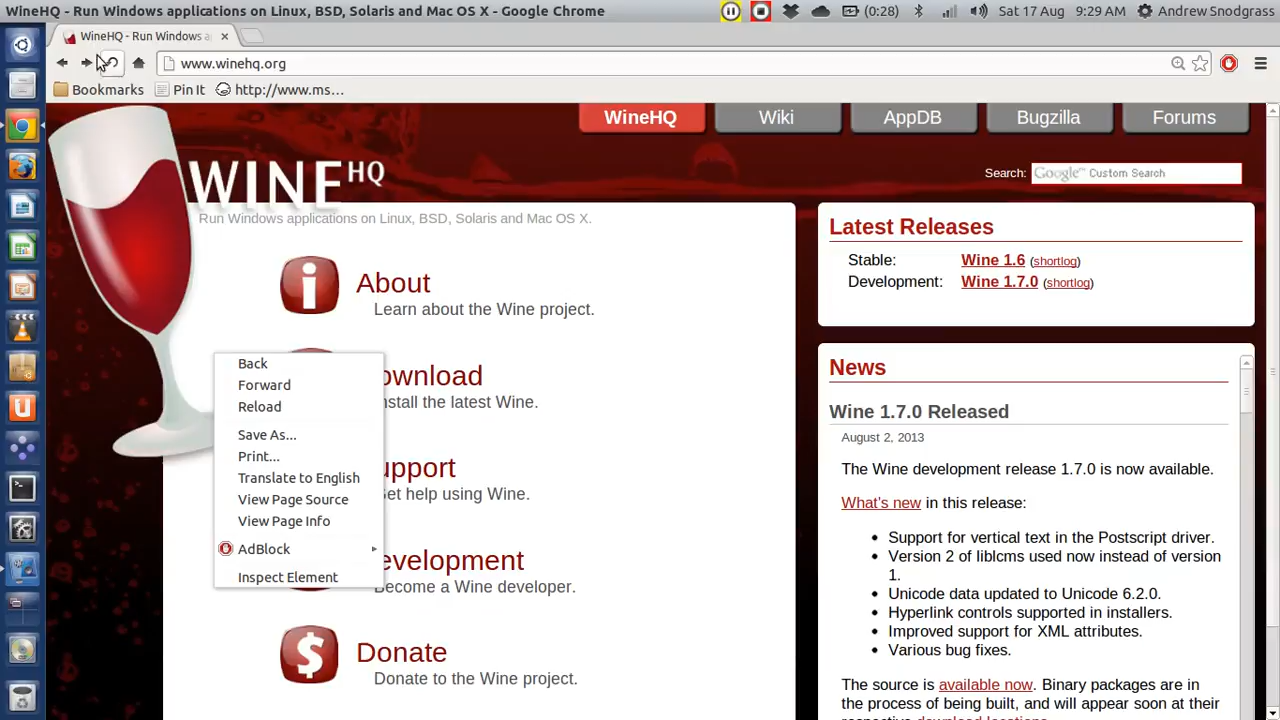 WineHQ - Run Windows applications on Linux, BSD, Solaris and Mac OS X - Google Chrome
(0:28)
Sat 17 Aug
9:29 AM
Andrew Snodgrass
WineHQ - Run Windows a
www.winehq.org
Bookmarks
Pin It
http://www.ms...
WineHQ
Wiki
AppDB
Bugzilla
Forums
WINE HQ
Search:
Google™ Custom Search
Run Windows applications on Linux, BSD, Solaris and Mac OS X.
About
Learn about the Wine project.
ownload
nstall the latest Wine.
upport
Get help using Wine.
evelopment
Become a Wine developer.
Donate
Donate to the Wine project.
Back
Forward
Reload
Save As...
Print...
Translate to English
View Page Source
View Page Info
AdBlock
Inspect Element
Latest Releases
Stable: Wine 1.6 (shortlog)
Development: Wine 1.7.0 (shortlog)
News
Wine 1.7.0 Released
August 2, 2013
The Wine development release 1.7.0 is now available.
What's new in this release:
Support for vertical text in the Postscript driver.
Version 2 of liblcms used now instead of version
1.
Unicode data updated to Unicode 6.2.0.
Hyperlink controls supported in installers.
Improved support for XML attributes.
Various bug fixes.
The source is available now. Binary packages are in
the process of being built, and will appear soon at their
respective download locations.